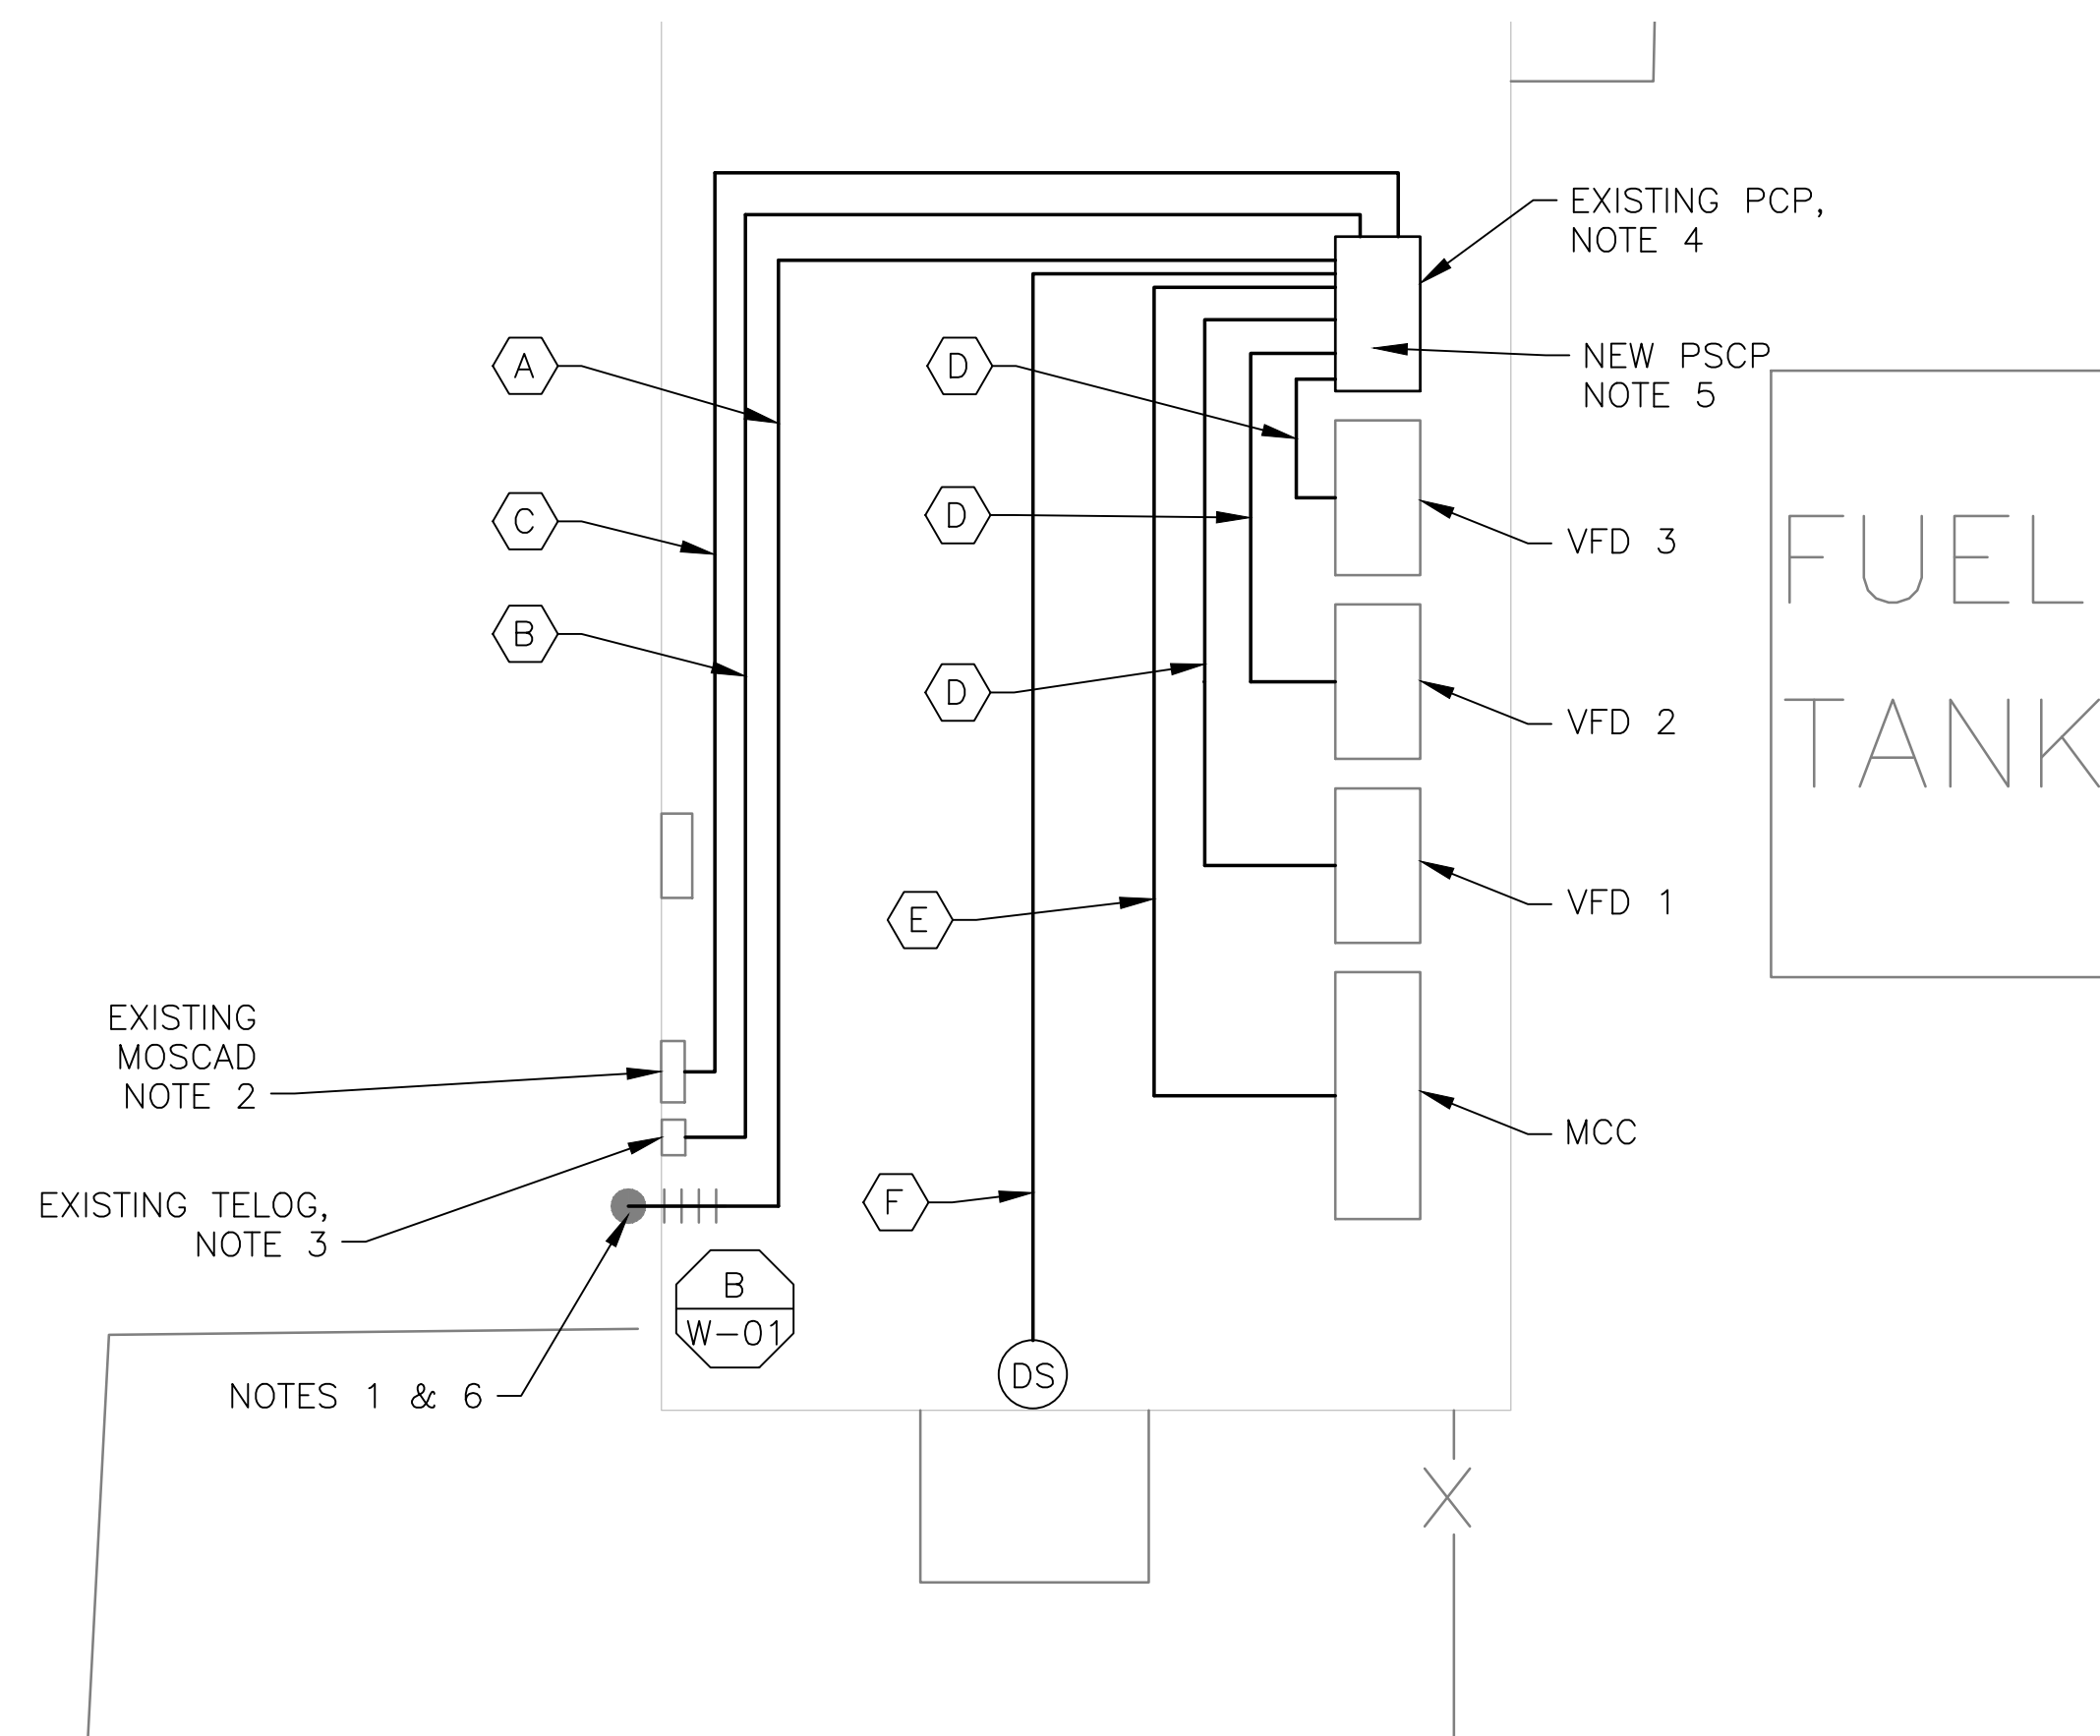 EXISTING PCP,
NOTE 4
NEW PSCP
NOTE 5
A
D
C
D
B
D
E
F
VFD 3
VFD 2
VFD 1
MCC
FUEL
TANK
EXISTING
MOSCAD
NOTE 2
EXISTING TELOG,
NOTE 3
B
W-01
NOTES 1 & 6
DS